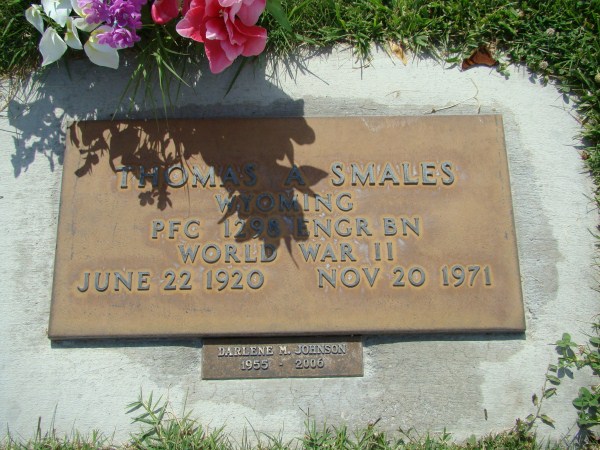 THOMAS A SMALES
WYOMING
PFC 1298 ENGR BN
WORLD WAR II
JUNE 22 1920 NOV 20 1971
DARLENE M. JOHNSON
1955 - 2006